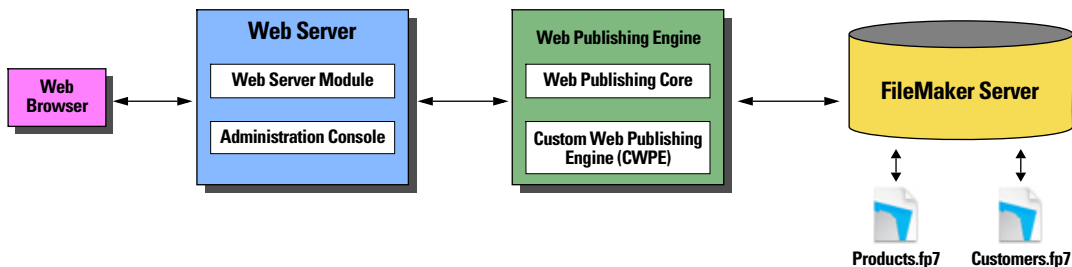 Web
Browser
Web Server
Web Server Module
Administration Console
Web Publishing Engine
Web Publishing Core
Custom Web Publishing
Engine (CWPE)
FileMaker Server
Products.fp7
Customers.fp7